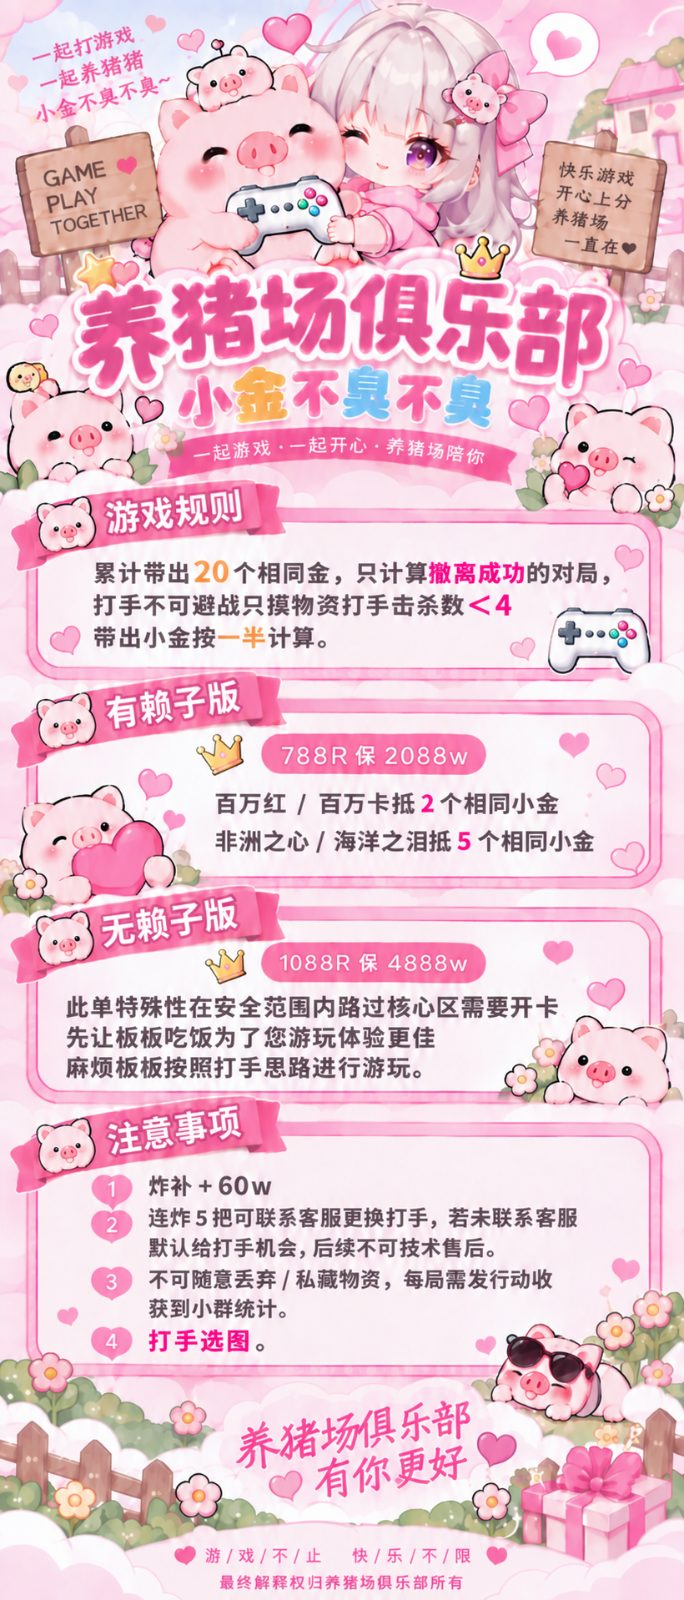 一起打游戏
一起养猪猪
小金不臭不臭~
GAME
PLAY
TOGETHER
快乐游戏
开心上分
养猪场
一直在
养猪场俱乐部
小金不臭不臭
一起游戏·一起开心·养猪场陪你
游戏规则
累计带出20个相同金，只计算撤离成功的对局，
打手不可避战只摸物资打手击杀数＜4
带出小金按一半计算。
有赖子版
788R 保 2088w
百万红 / 百万卡抵 2 个相同小金
非洲之心 / 海洋之泪抵 5 个相同小金
无赖子版
1088R 保 4888w
此单特殊性在安全范围内路过核心区需要开卡
先让板板吃饭为了您游玩体验更佳
麻烦板板按照打手思路进行游玩。
注意事项
1 炸补 + 60w
2 连炸 5 把可联系客服更换打手，若未联系客服
默认给打手机会，后续不可技术售后。
3 不可随意丢弃 / 私藏物资，每局需发行动收
获到小群统计。
4 打手选图。
养猪场俱乐部
有你更好
游/戏/不/止 快/乐/不/限
最终解释权归养猪场俱乐部所有